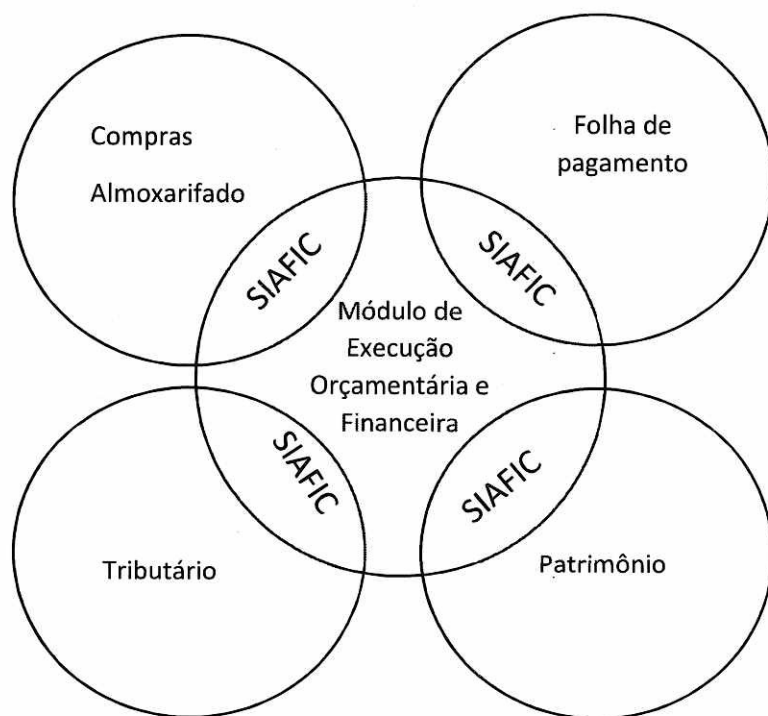 Compras
Almoxarifado
Folha de
pagamento
SIAFIC
SIAFIC
Módulo de
Execução
Orçamentária e
Financeira
SIAFIC
SIAFIC
Tributário
Patrimônio